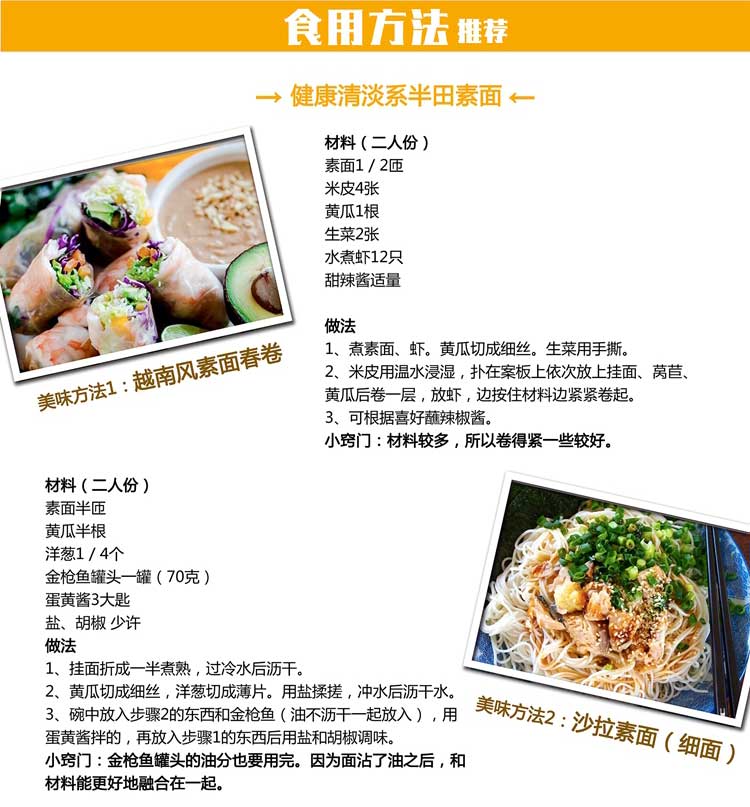 食用方法 推荐
→ 健康清淡系半田素面 ←
材料（二人份）
素面1 / 2匝
米皮4张
黄瓜1根
生菜2张
水煮虾12只
甜辣酱适量
做法
1、煮素面、虾。黄瓜切成细丝。生菜用手撕。
2、米皮用温水浸湿，扑在案板上依次放上挂面、莴苣、
黄瓜后卷一层，放虾，边按住材料边紧紧卷起。
3、可根据喜好蘸辣椒酱。
小窍门：材料较多，所以卷得紧一些较好。
美味方法1：越南风素面春卷
材料（二人份）
素面半匝
黄瓜半根
洋葱1 / 4个
金枪鱼罐头一罐（70克）
蛋黄酱3大匙
盐、胡椒 少许
做法
1、挂面折成一半煮熟，过冷水后沥干。
2、黄瓜切成细丝，洋葱切成薄片。用盐揉搓，冲水后沥干水。
3、碗中放入步骤2的东西和金枪鱼（油不沥干一起放入），用
蛋黄酱拌的，再放入步骤1的东西后用盐和胡椒调味。
小窍门：金枪鱼罐头的油分也要用完。因为面沾了油之后，和
材料能更好地融合在一起。
美味方法2：沙拉素面（细面）